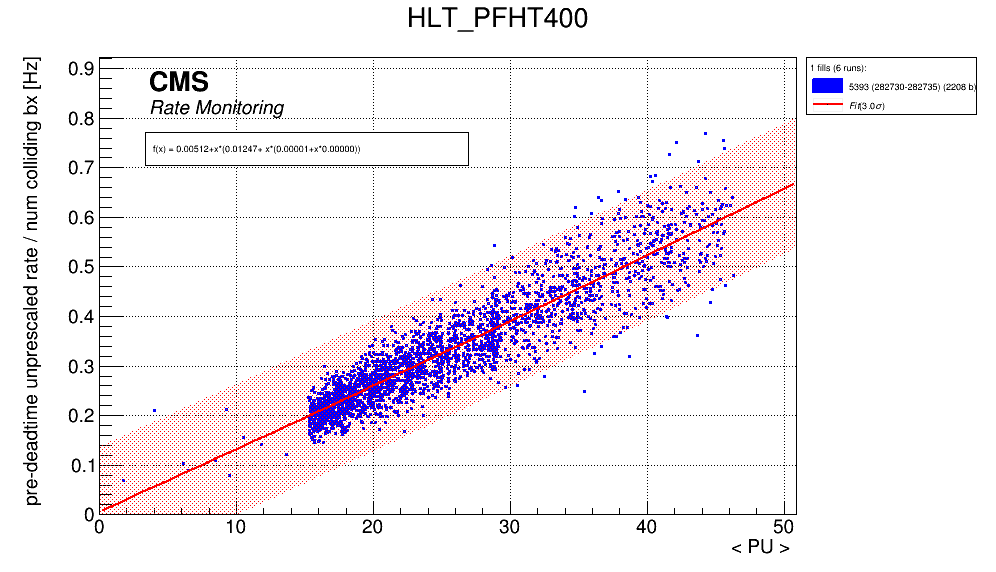 HLT_PFHT400
pre-deadtime unprescaled rate / num colliding bx [Hz]
CMS
Rate Monitoring
f(x) = 0.00512+x*(0.01247+ x*(0.00001+x*0.00000))
0.9
0.8
0.7
0.6
0.5
0.4
0.3
0.2
0.1
0
0 10 20 30 40 50
< PU >
1 fills (6 runs):
5393 (282730-282735) (2208 b)
Fit(3.0σ)